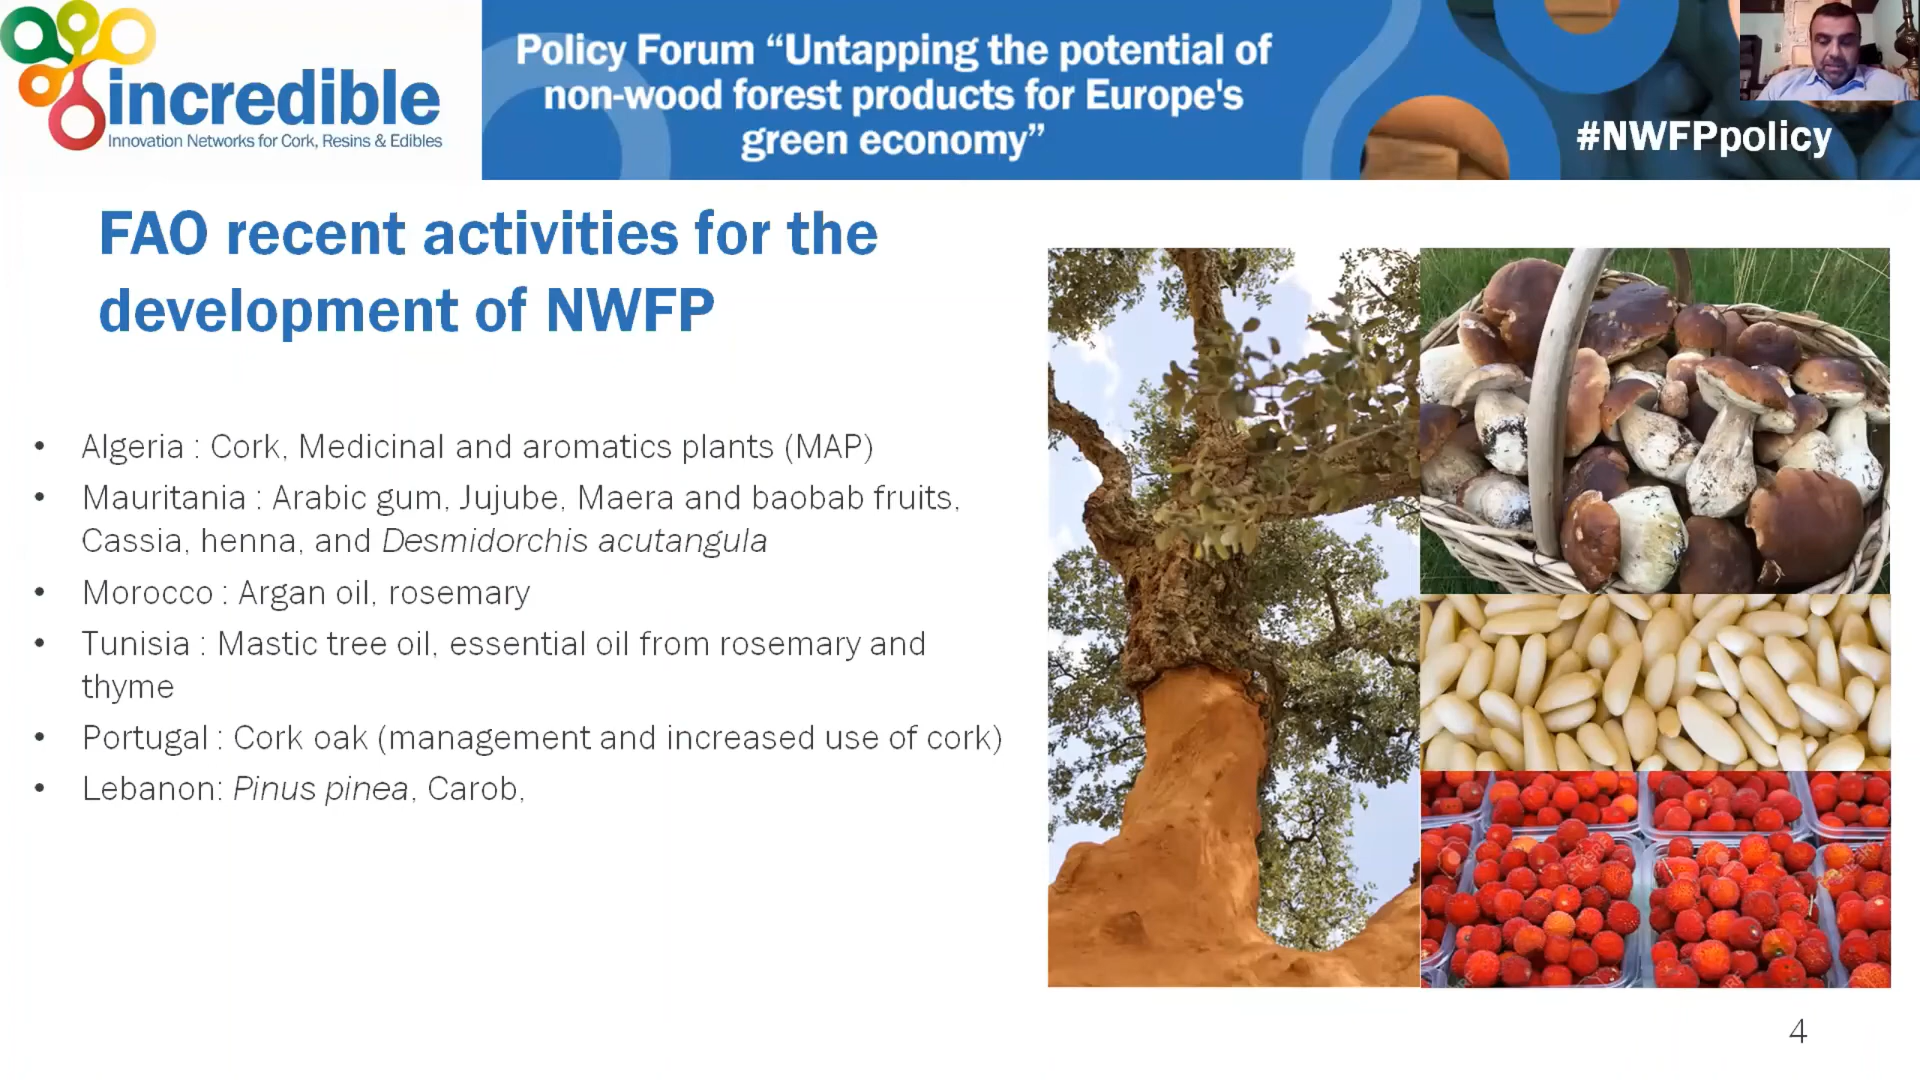 incredible
Innovation Networks for Cork, Resins & Edibles
Policy Forum “Untapping the potential of
non-wood forest products for Europe's
green economy”
#NWFPpolicy
FAO recent activities for the
development of NWFP
• Algeria : Cork, Medicinal and aromatics plants (MAP)
• Mauritania : Arabic gum, Jujube, Maera and baobab fruits,
Cassia, henna, and Desmidorchis acutangula
• Morocco : Argan oil, rosemary
• Tunisia : Mastic tree oil, essential oil from rosemary and
thyme
• Portugal : Cork oak (management and increased use of cork)
• Lebanon: Pinus pinea, Carob,
4